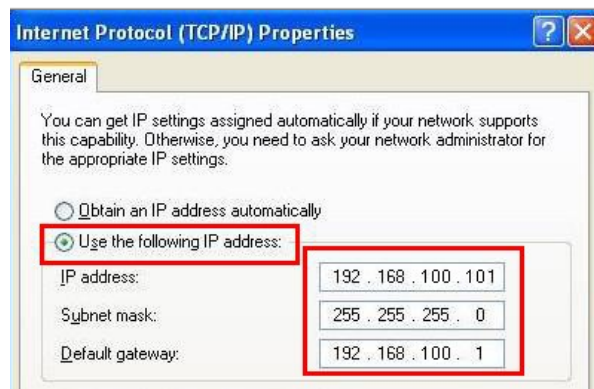 Internet Protocol (TCP/IP) Properties
General
You can get IP settings assigned automatically if your network supports
this capability. Otherwise, you need to ask your network administrator for
the appropriate IP settings.
Obtain an IP address automatically
Use the following IP address:
IP address: 192 . 168 . 100 . 101
Subnet mask: 255 . 255 . 255 . 0
Default gateway: 192 . 168 . 100 . 1